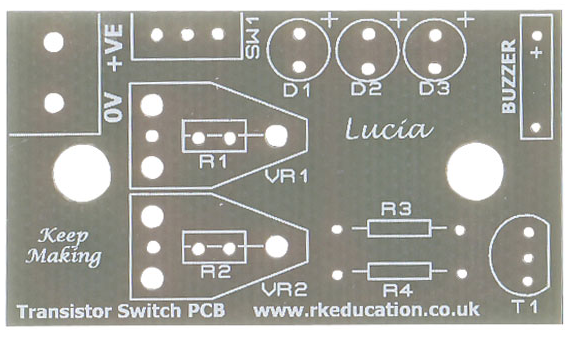 0V +VE
SW1
+ + +
D1 D2 D3
BUZZER
+
Lucia
R1
VR1
R3
Keep
Making
R2
VR2
R4
T1
Transistor Switch PCB
www.rkeducation.co.uk